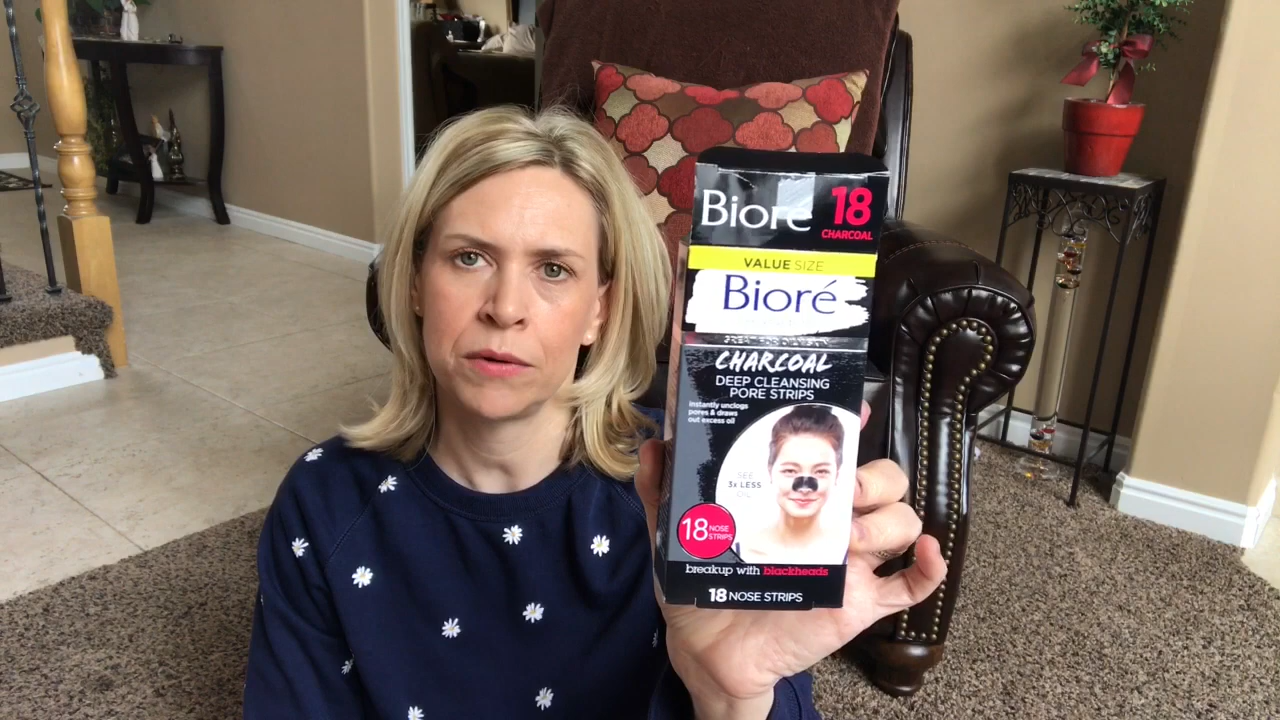 Bioré
18
CHARCOAL
VALUE SIZE
Bioré
CHARCOAL
DEEP CLEANSING
PORE STRIPS
instantly unclogs
pores & draws
out excess oil
SEE
3x LESS
OIL
18 NOSE
STRIPS
breakup with blackheads
18 NOSE STRIPS